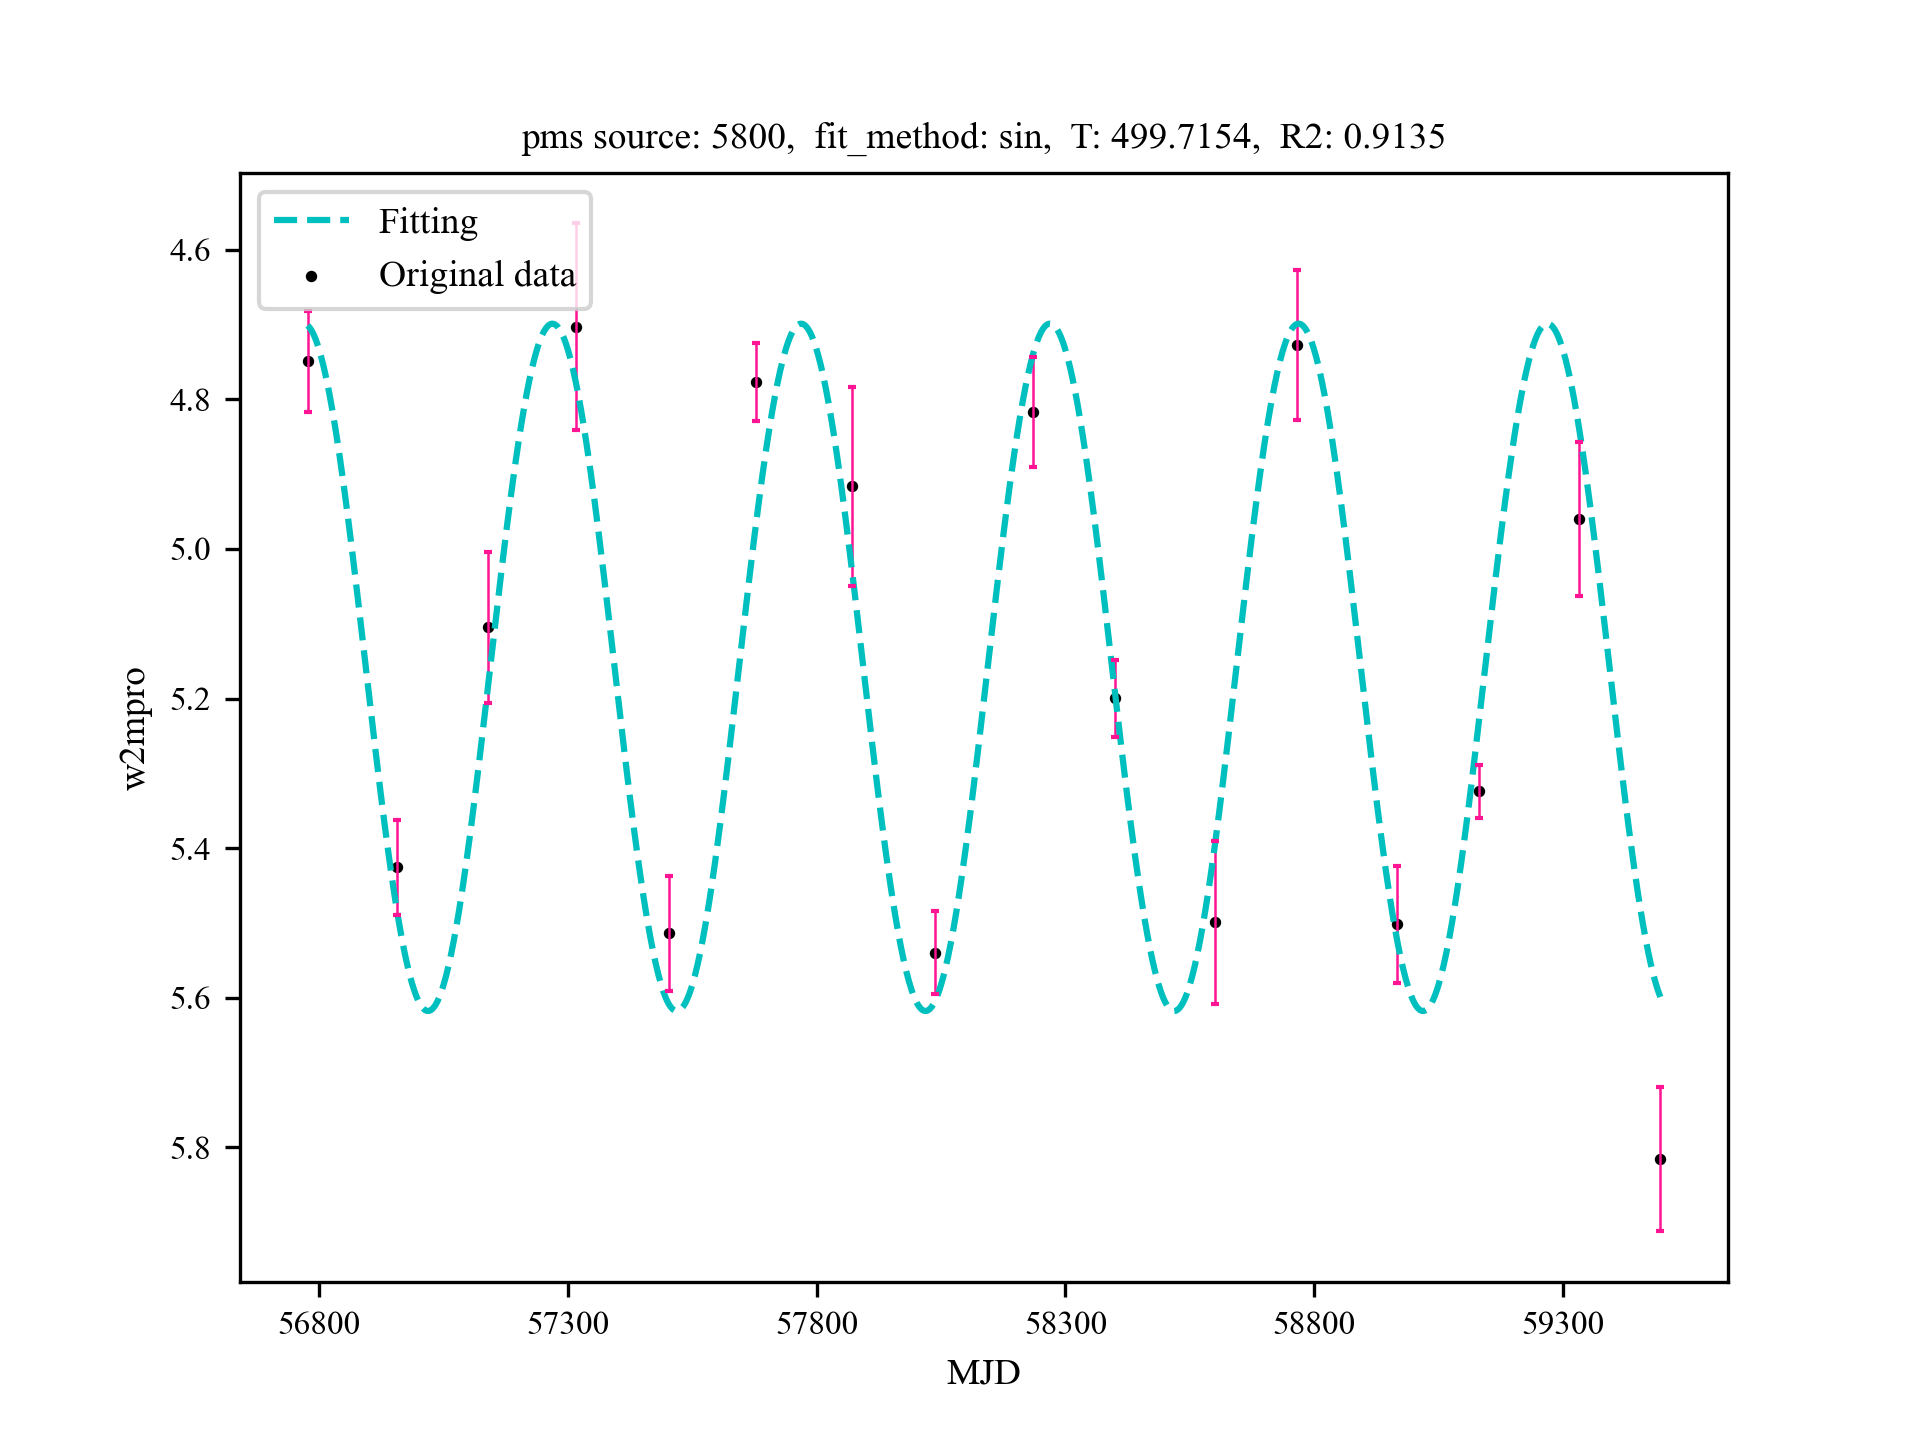 pms source: 5800,  fit_method: sin,  T: 499.7154,  R2: 0.9135
Fitting
Original data
4.6
4.8
5.0
5.2
5.4
5.6
5.8
w2mpro
56800 57300 57800 58300 58800 59300
MJD